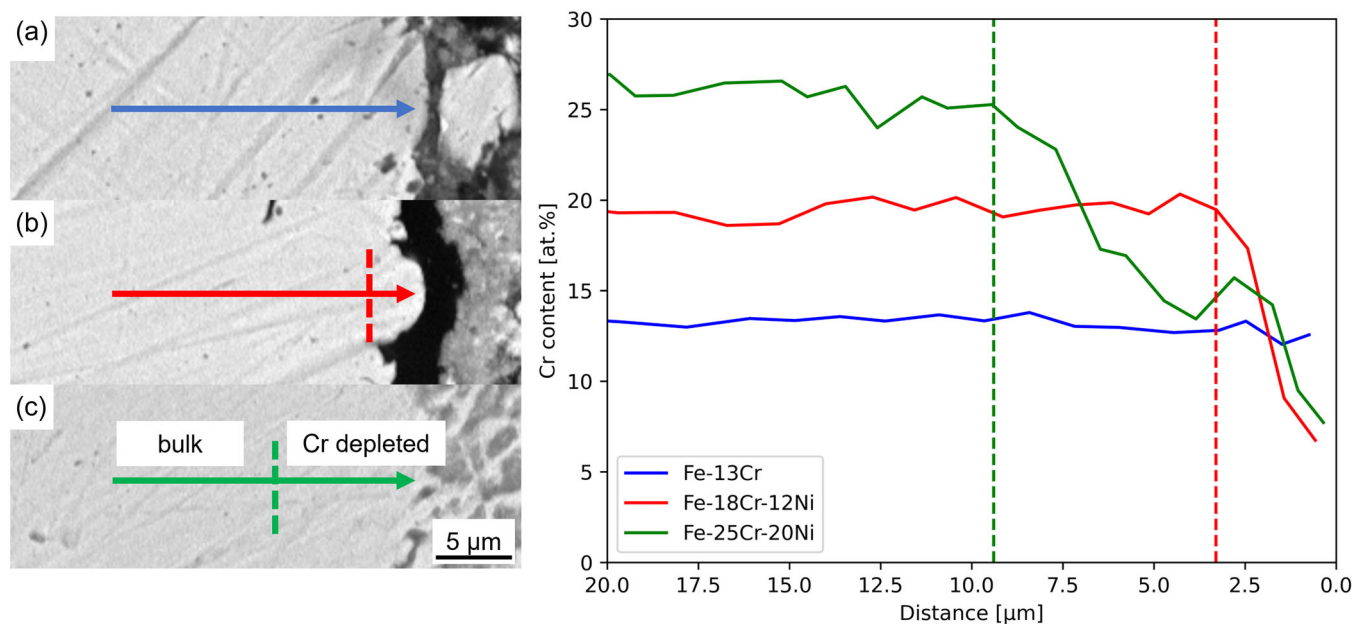 (a)
(b)
(c)
bulk
Cr depleted
5 µm
30
25
20
15
10
5
0
Cr content [at.%]
Fe-13Cr
Fe-18Cr-12Ni
Fe-25Cr-20Ni
20.0 17.5 15.0 12.5 10.0 7.5 5.0 2.5 0.0
Distance [µm]